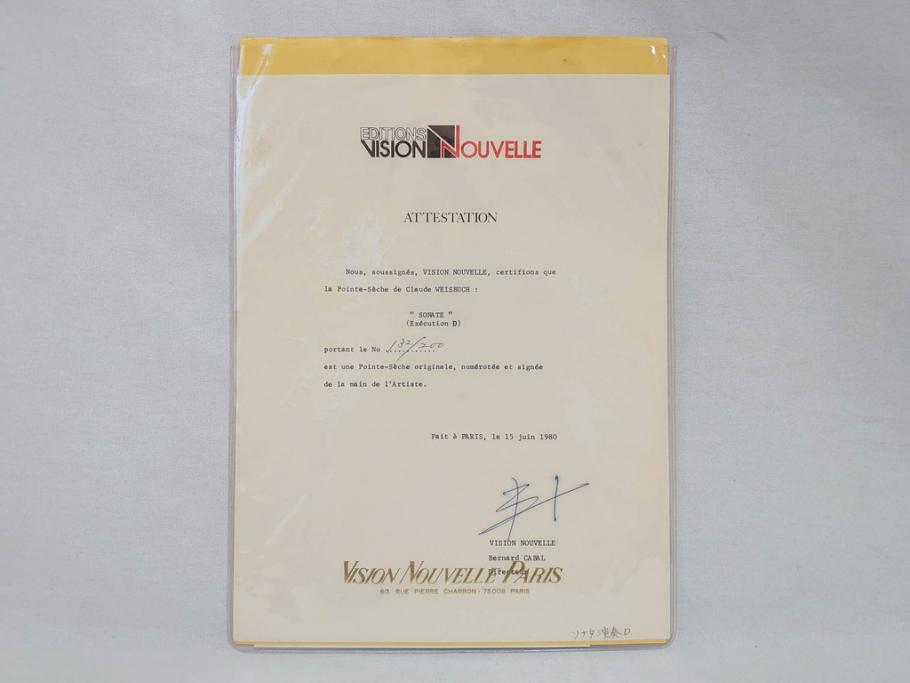 EDITIONS
VISION NOUVELLE
ATTESTATION
Nous, soussignés, VISION NOUVELLE, certifions que
la Pointe-Sèche de Claude WEISBUCH :
" SONATE "
(Exécution D)
portant le No 132/200
est une Pointe-Sèche originale, numérotée et signée
de la main de l'Artiste.
Fait à PARIS, le 15 juin 1980
VISION NOUVELLE
Bernard CABAL
Directeur
VISION NOUVELLE PARIS
63, RUE PIERRE CHARRON - 75008 PARIS
ソナタ演奏D.